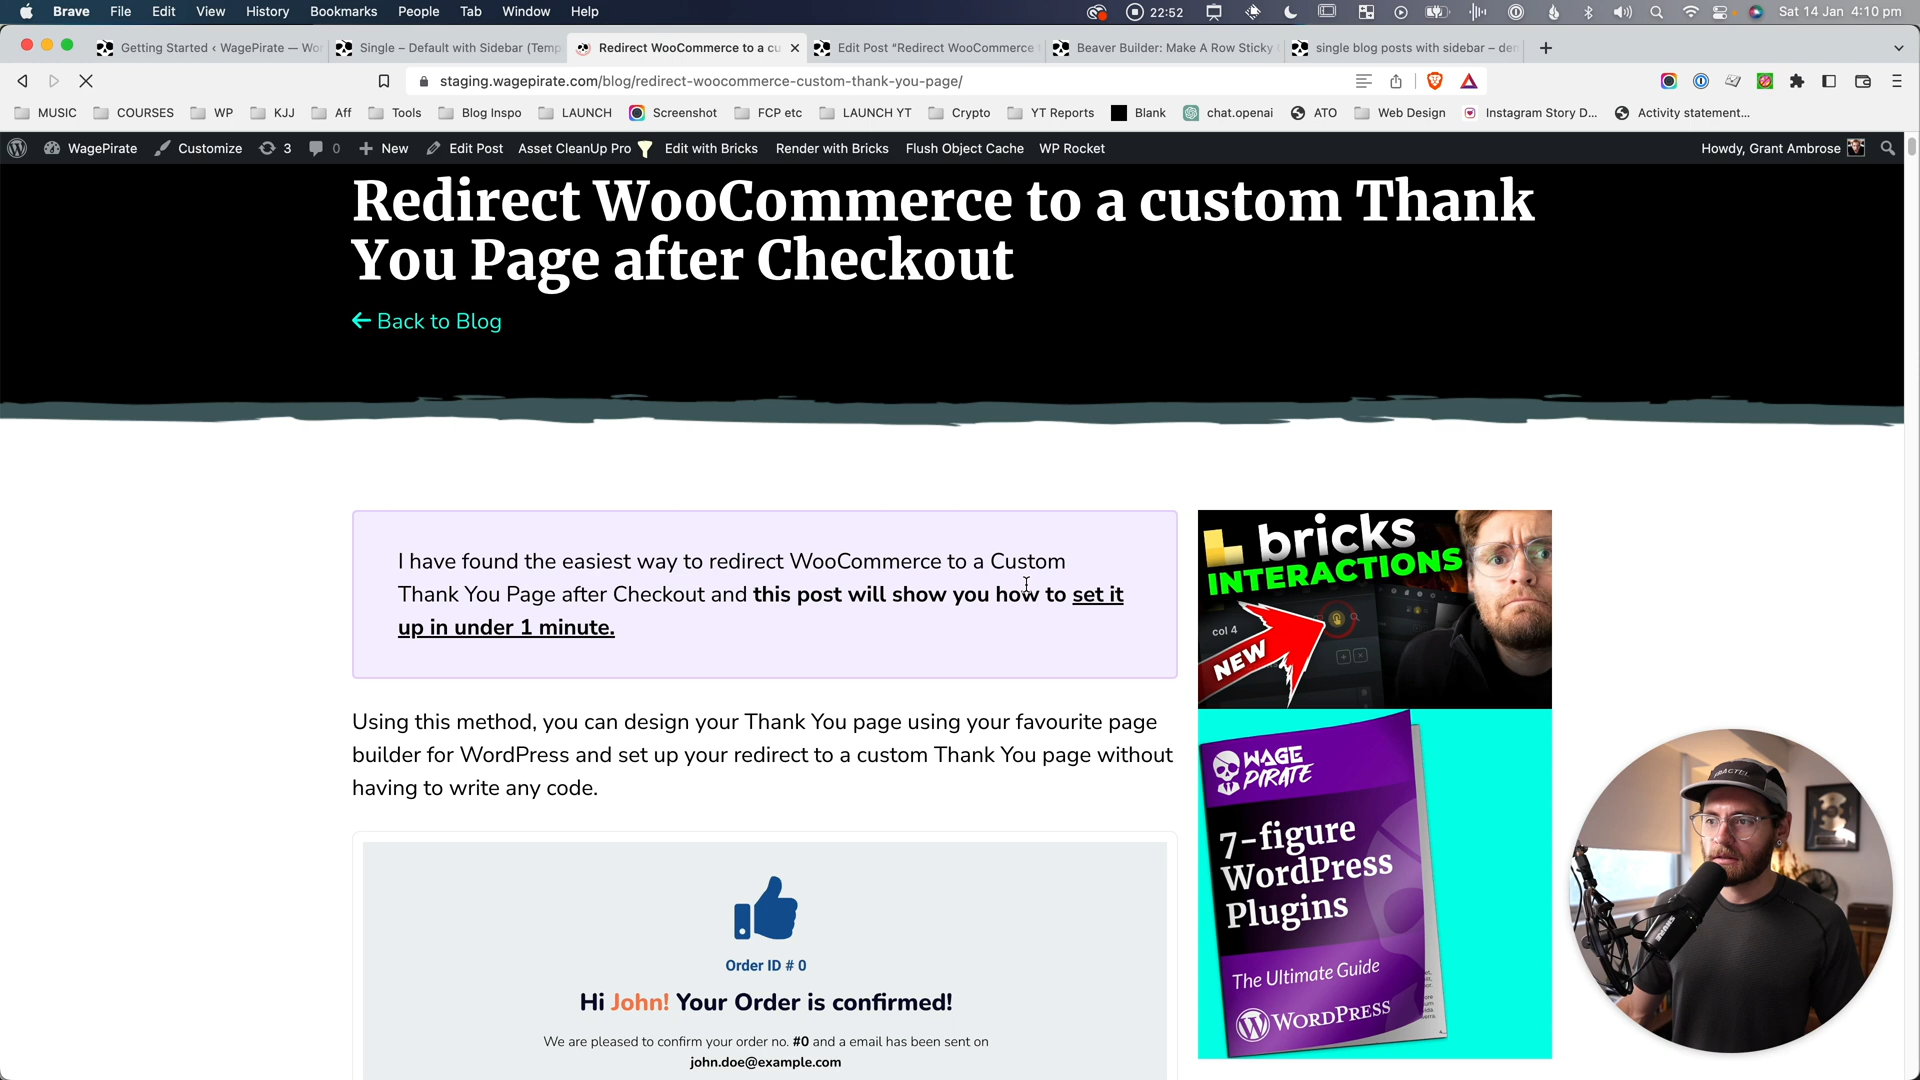 Brave File Edit View History Bookmarks People Tab Window Help 22:52 Sat 14 Jan 4:10 pm
Getting Started ‹ WagePirate — Wo Single – Default with Sidebar (Temp Redirect WooCommerce to a cu Edit Post “Redirect WooCommerce Beaver Builder: Make A Row Sticky single blog posts with sidebar – der
staging.wagepirate.com/blog/redirect-woocommerce-custom-thank-you-page/
MUSIC COURSES WP KJJ Aff Tools Blog Inspo LAUNCH Screenshot FCP etc LAUNCH YT Crypto YT Reports Blank chat.openai ATO Web Design Instagram Story D... Activity statement...
WagePirate Customize 3 0 New Edit Post Asset CleanUp Pro Edit with Bricks Render with Bricks Flush Object Cache WP Rocket Howdy, Grant Ambrose
Redirect WooCommerce to a custom Thank
You Page after Checkout
Back to Blog
I have found the easiest way to redirect WooCommerce to a Custom
Thank You Page after Checkout and this post will show you how to set it
up in under 1 minute.
Using this method, you can design your Thank You page using your favourite page
builder for WordPress and set up your redirect to a custom Thank You page without
having to write any code.
Order ID # 0
Hi John! Your Order is confirmed!
We are pleased to confirm your order no. #0 and a email has been sent on
john.doe@example.com
bricks
INTERACTIONS
col 4
NEW
WAGE
PIRATE
7-figure
WordPress
Plugins
The Ultimate Guide
WORDPRESS
FRACTEL
SHURE